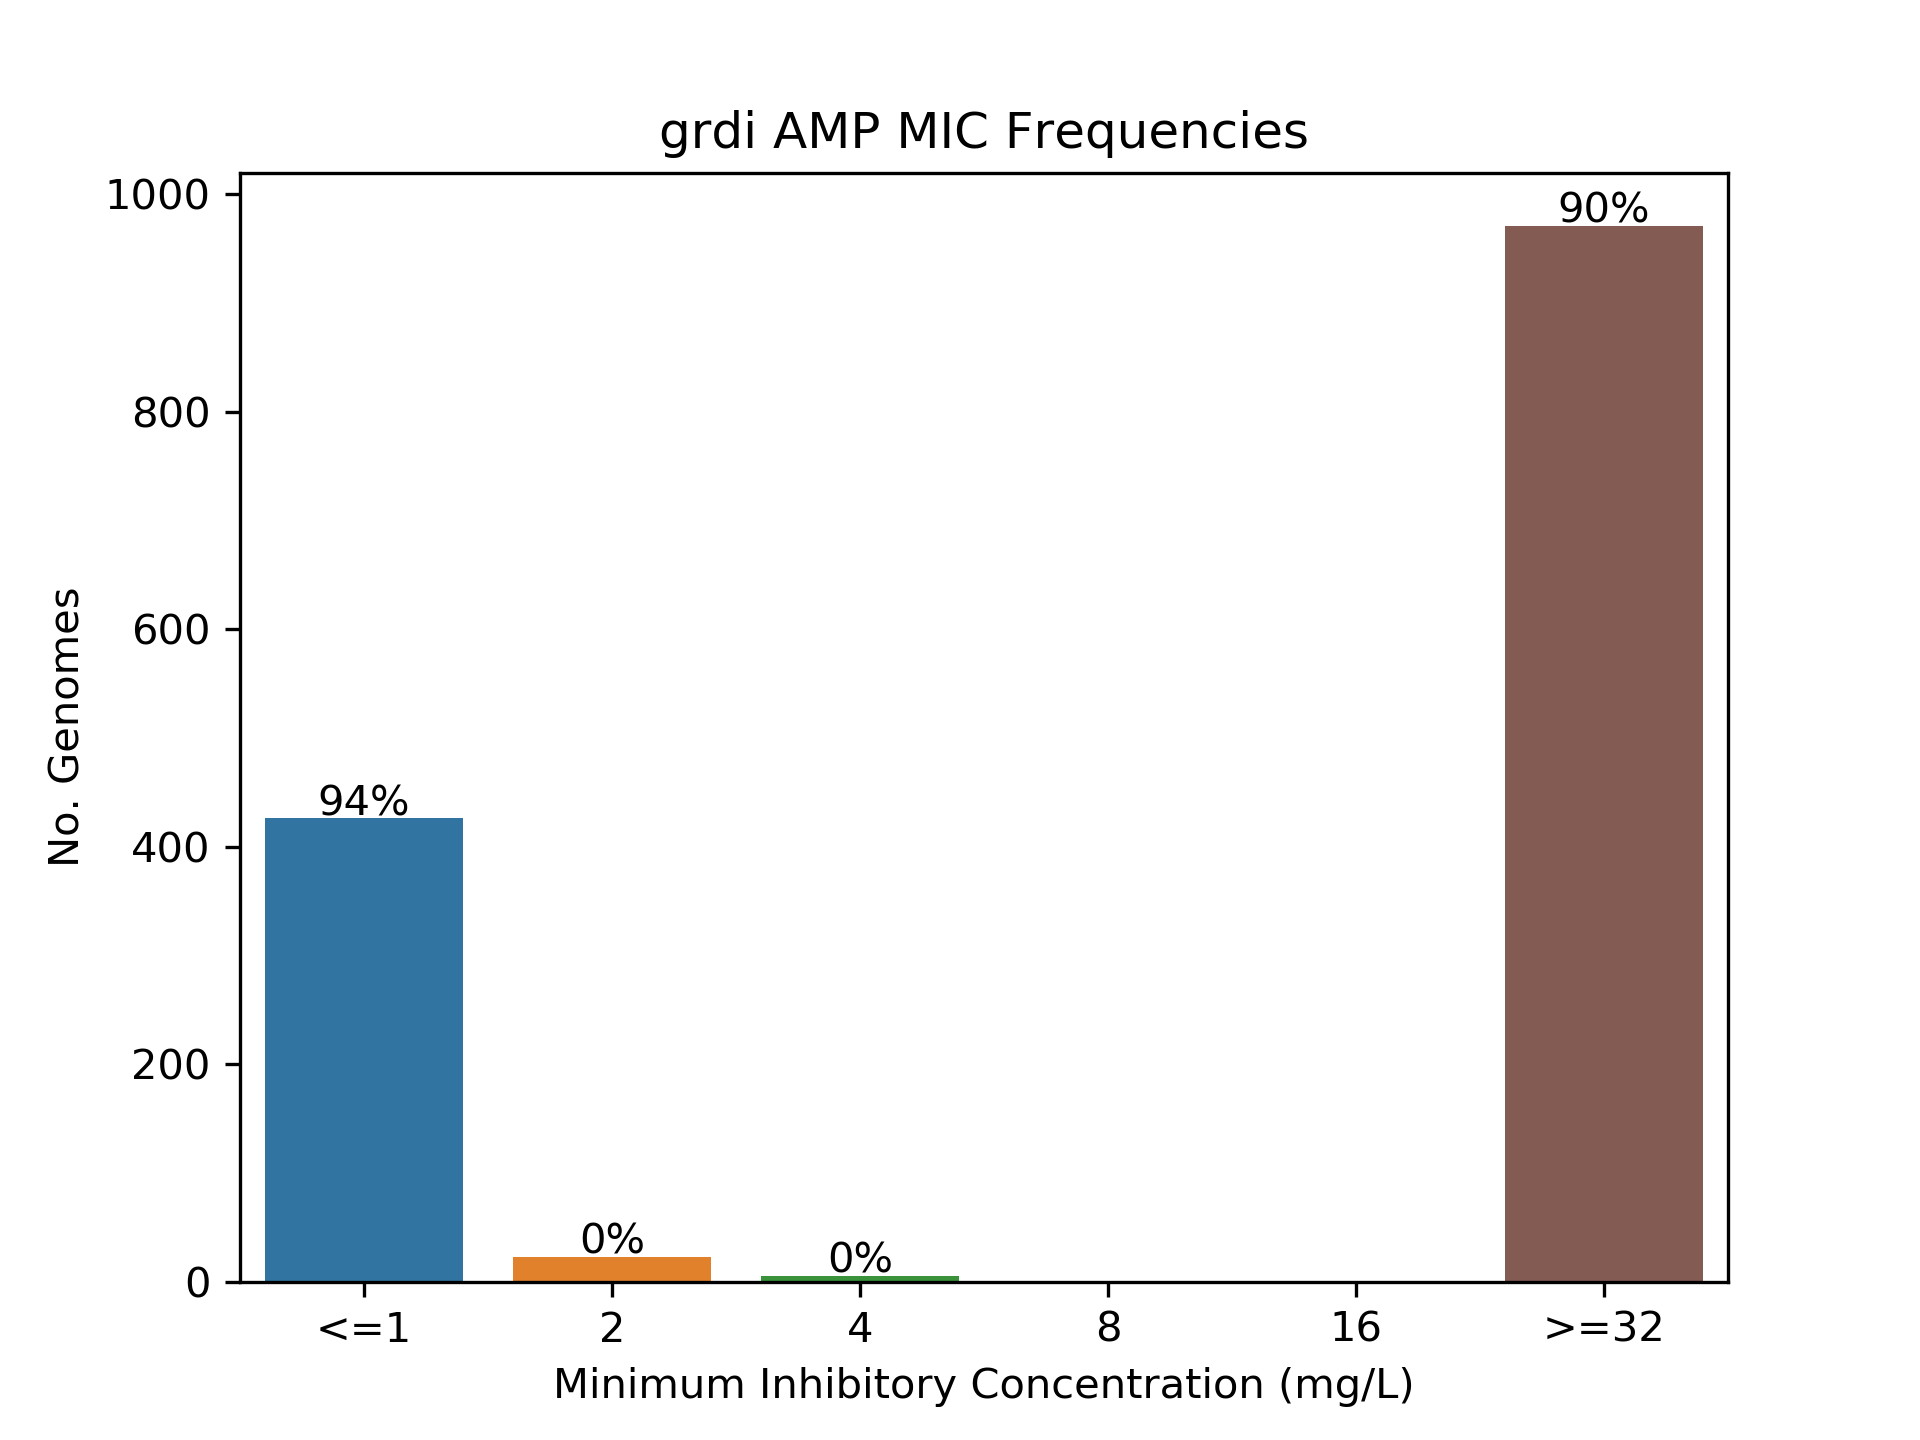 grdi AMP MIC Frequencies
1000
800
600
400
200
0
No. Genomes
94%
0%
0%
90%
<=1 2 4 8 16 >=32
Minimum Inhibitory Concentration (mg/L)